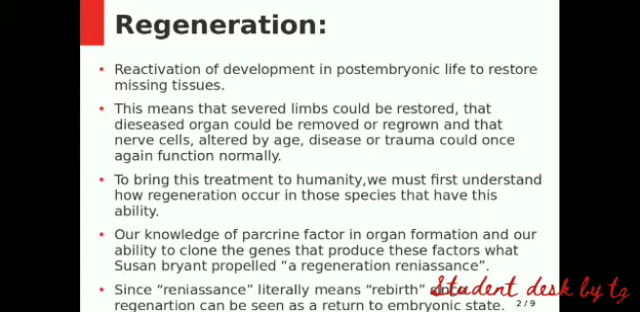 Regeneration:
• Reactivation of development in postembryonic life to restore
missing tissues.
• This means that severed limbs could be restored, that
dieseased organ could be removed or regrown and that
nerve cells, altered by age, disease or trauma could once
again function normally.
• To bring this treatment to humanity,we must first understand
how regeneration occur in those species that have this
ability.
• Our knowledge of parcrine factor in organ formation and our
ability to clone the genes that produce these factors what
Susan bryant propelled “a regeneration reniassance”.
• Since “reniassance” literally means “rebirth” since
regenartion can be seen as a return to embryonic state.
Student desk by tg
2 / 9